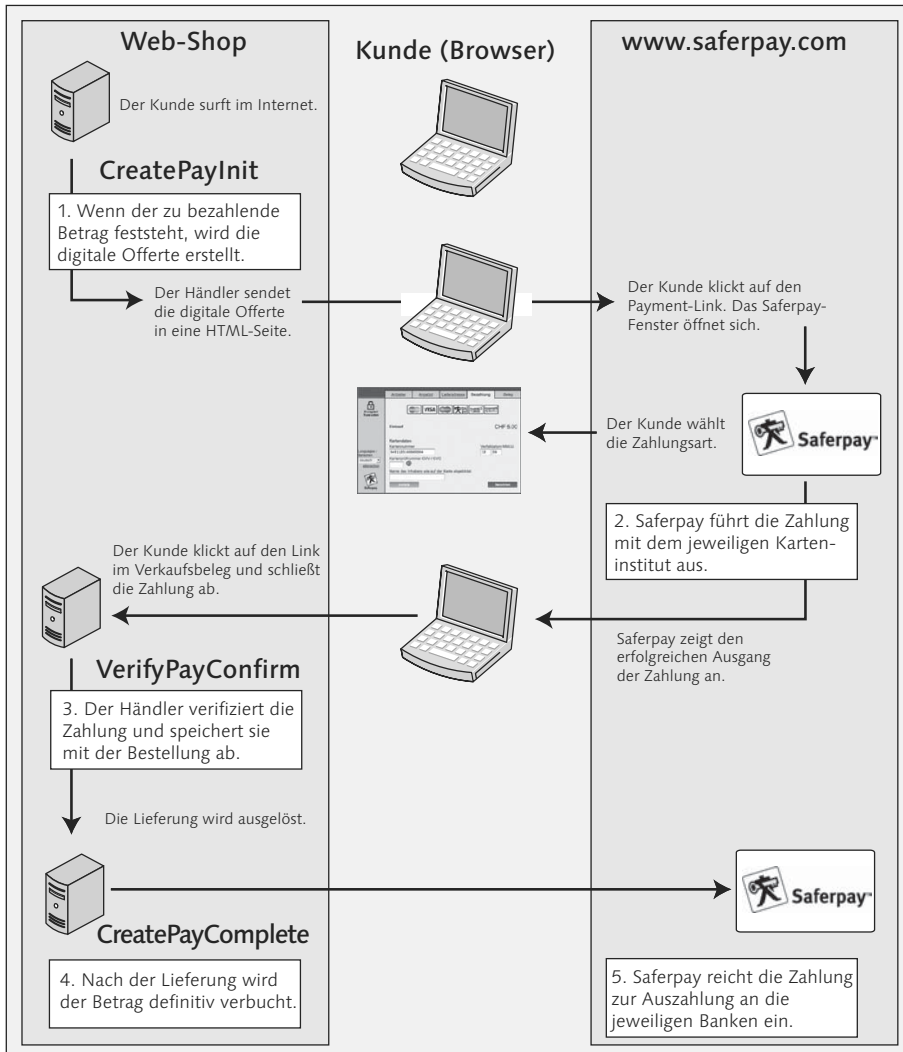 Web-Shop
Kunde (Browser)
www.saferpay.com
Der Kunde surft im Internet.
CreatePayInit
1. Wenn der zu bezahlende
Betrag feststeht, wird die
digitale Offerte erstellt.
Der Händler sendet
die digitale Offerte
in eine HTML-Seite.
Der Kunde klickt auf den
Payment-Link. Das Saferpay-
Fenster öffnet sich.
VISA
CHF
Der Kunde wählt
die Zahlungsart.
Saferpay
2. Saferpay führt die Zahlung
mit dem jeweiligen Karten-
institut aus.
Der Kunde klickt auf den Link
im Verkaufsbeleg und schließt
die Zahlung ab.
Saferpay zeigt den
erfolgreichen Ausgang
der Zahlung an.
VerifyPayConfirm
3. Der Händler verifiziert die
Zahlung und speichert sie
mit der Bestellung ab.
Die Lieferung wird ausgelöst.
Saferpay
CreatePayComplete
4. Nach der Lieferung wird
der Betrag definitiv verbucht.
5. Saferpay reicht die Zahlung
zur Auszahlung an die
jeweiligen Banken ein.